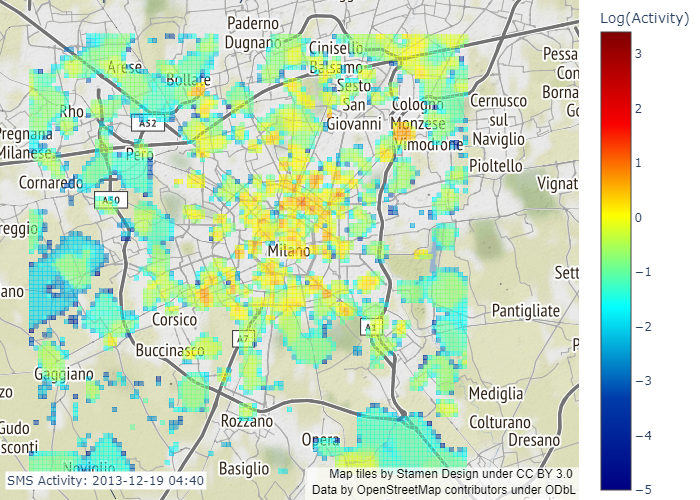 Log(Activity)
Paderno
Dugnano
Cinisello
Balsamo
Arese
Bollate
Sesto
San
Giovanni
Cologno
Monzese
Cernusco
sul
Naviglio
Pessa
Con
Borna
Go
Rho
A52
Pregnana
Milanese
Pero
Vimodrone
Pioltello
Cornaredo
A50
Vignat
reggio
Milano
Sett
ano
Pantigliate
Corsico
A7
A1
Buccinasco
P
Gaggiano
zo
Mediglia
Rozzano
Colturano
Gudo
Opera
Dresano
sconti
Basiglio
Noviglio
SMS Activity: 2013-12-19 04:40
Map tiles by Stamen Design under CC BY 3.0
Data by OpenStreetMap contributors under ODbL
3
2
1
0
−1
−2
−3
−4
−5